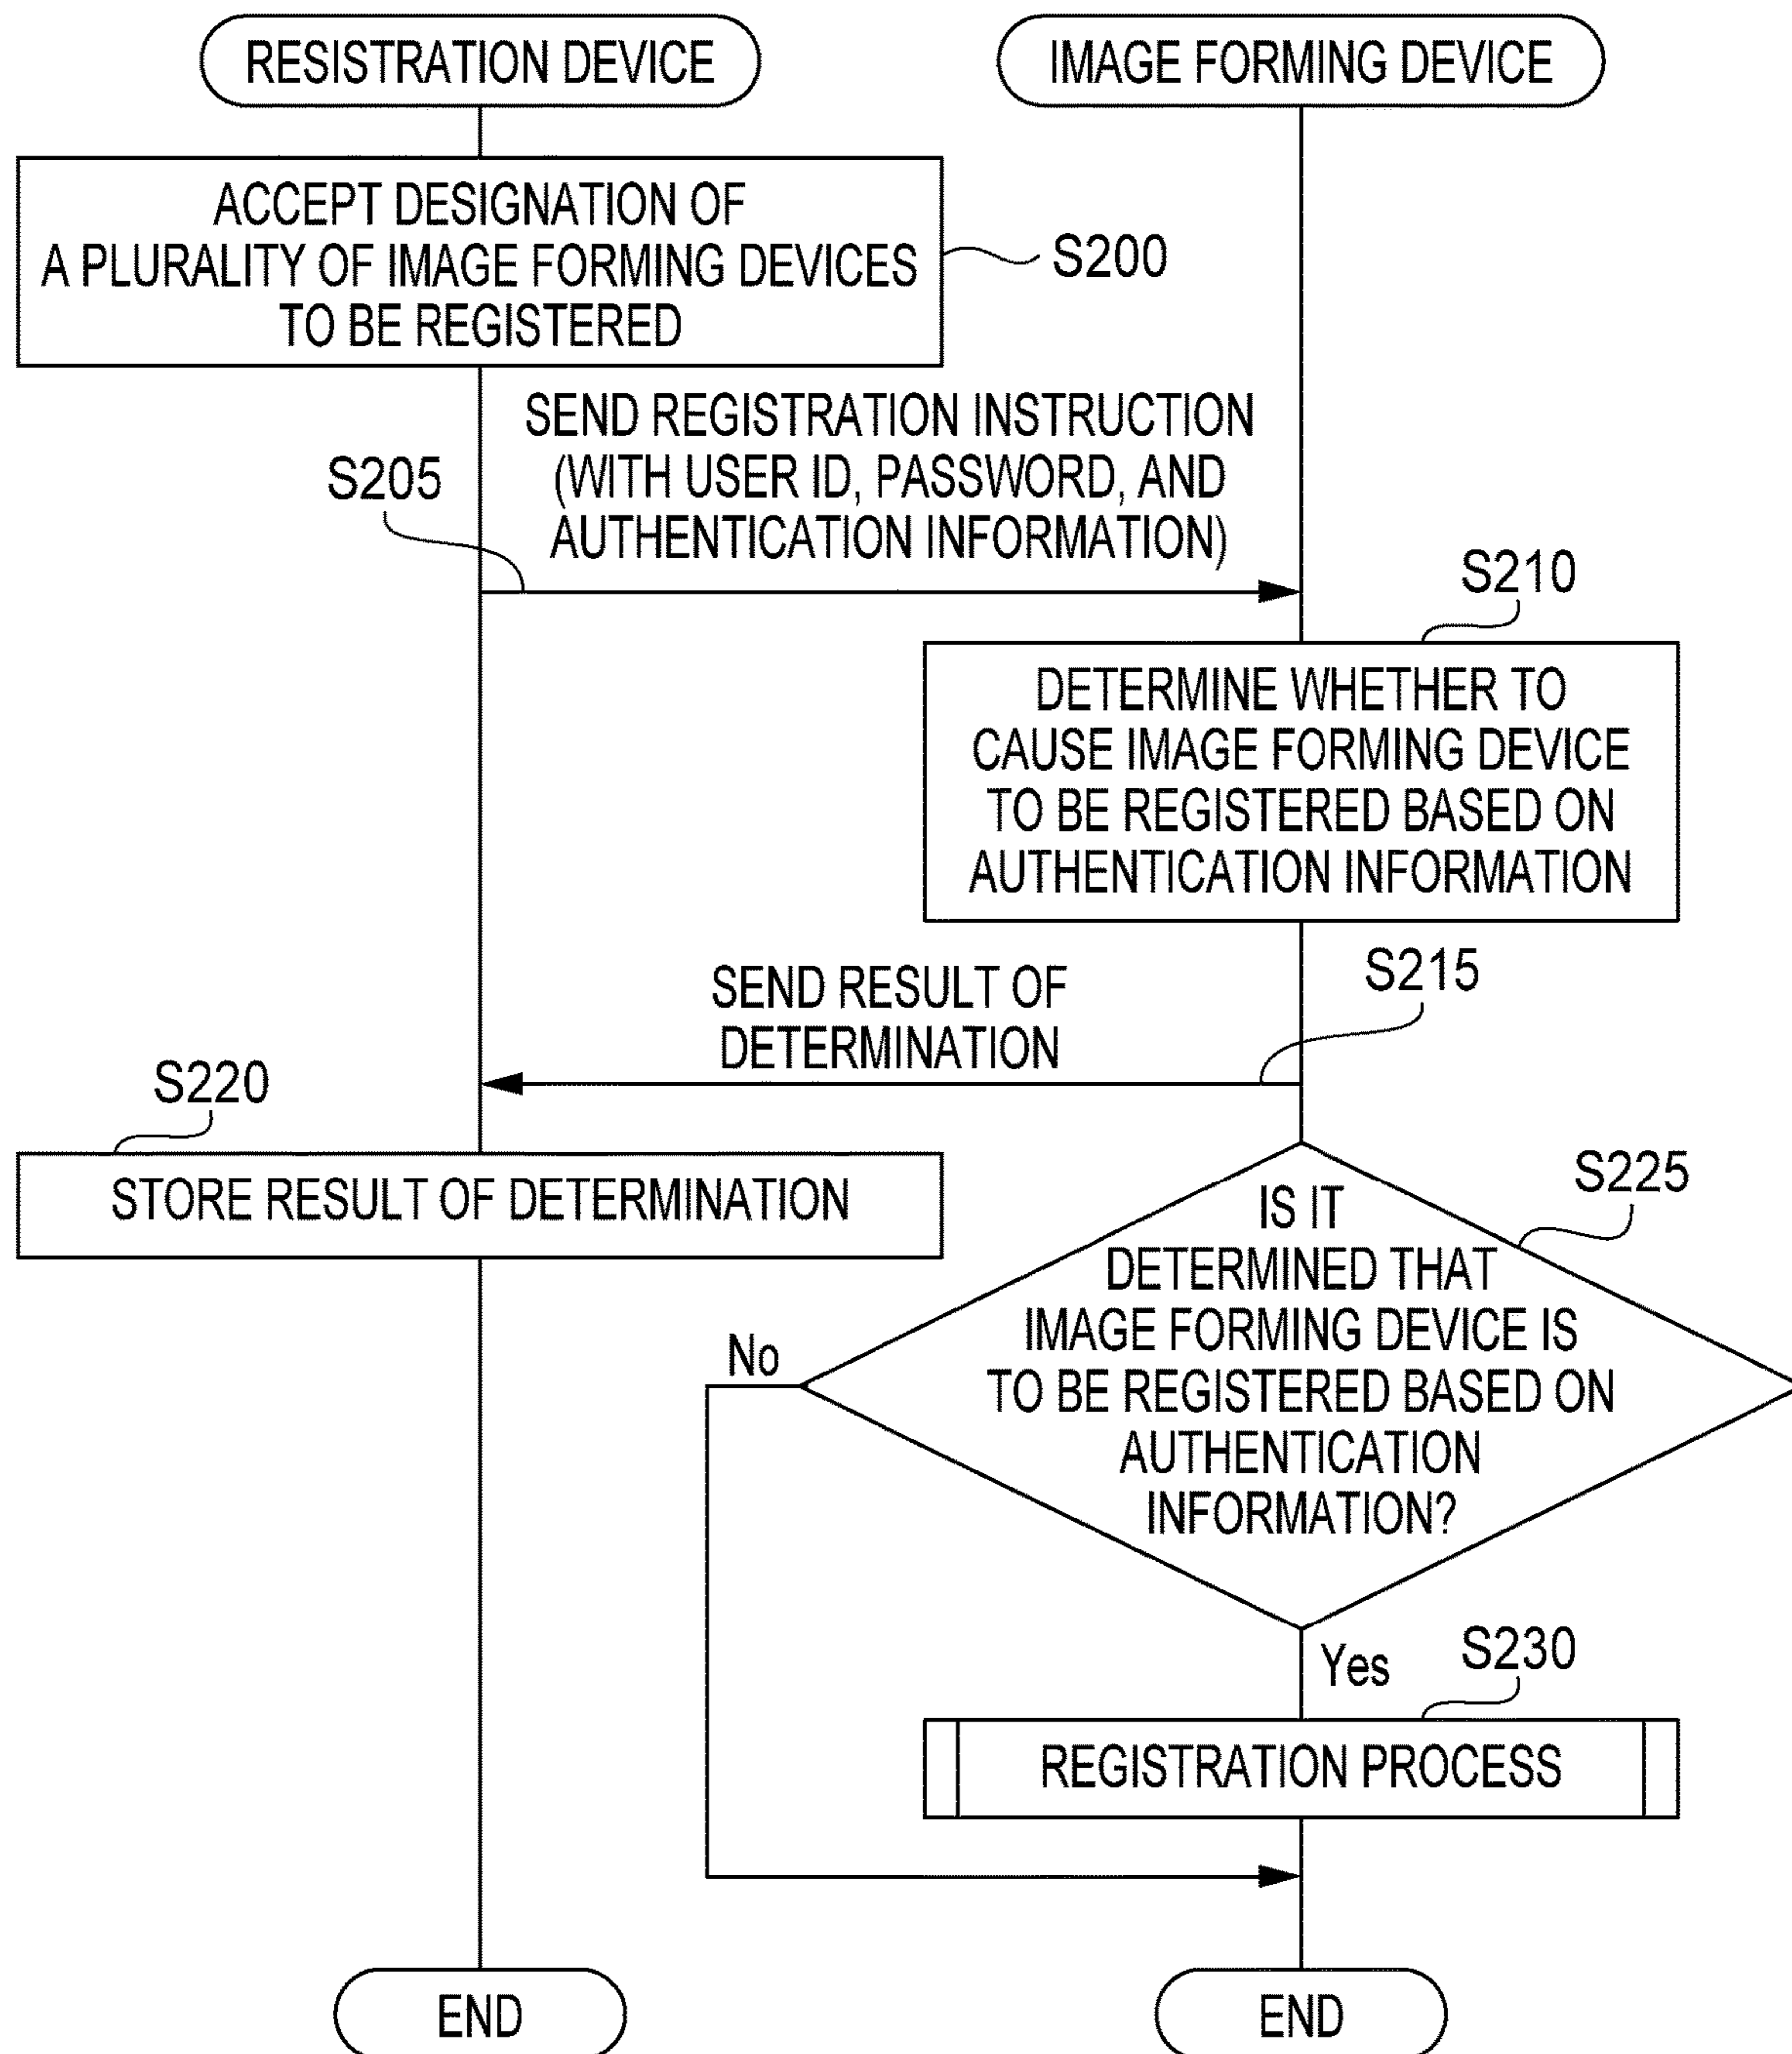 RESISTRATION DEVICE
IMAGE FORMING DEVICE
ACCEPT DESIGNATION OF
A PLURALITY OF IMAGE FORMING DEVICES
TO BE REGISTERED
S200
SEND REGISTRATION INSTRUCTION
(WITH USER ID, PASSWORD, AND
AUTHENTICATION INFORMATION)
S205
S210
DETERMINE WHETHER TO
CAUSE IMAGE FORMING DEVICE
TO BE REGISTERED BASED ON
AUTHENTICATION INFORMATION
SEND RESULT OF
DETERMINATION
S215
S220
STORE RESULT OF DETERMINATION
S225
IS IT
DETERMINED THAT
IMAGE FORMING DEVICE IS
TO BE REGISTERED BASED ON
AUTHENTICATION
INFORMATION?
No
Yes
S230
REGISTRATION PROCESS
END
END